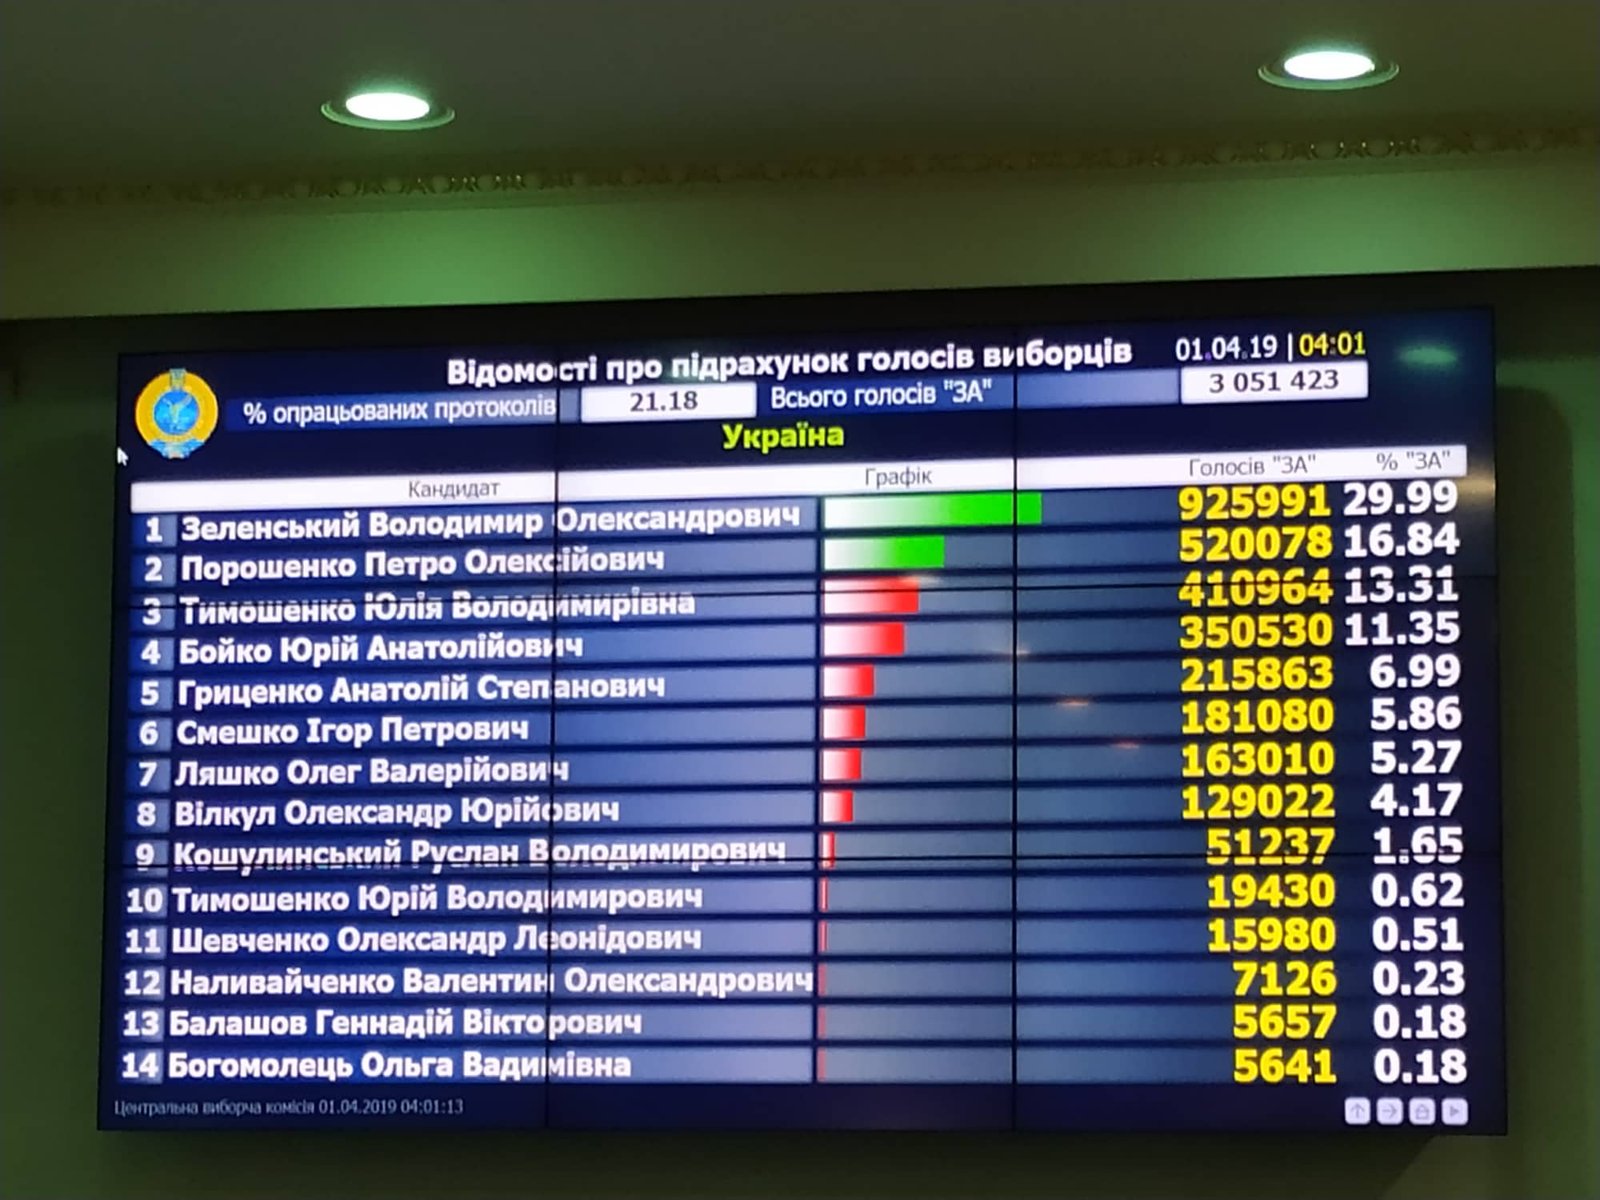 Відомості про підрахунок голосів виборців 01.04.19 | 04:01
% опрацьованих протоколів 21.18 Всього голосів "ЗА" 3 051 423
Україна
Кандидат Графік Голосів "ЗА" % "ЗА"
1 Зеленський Володимир Олександрович 925991 29.99
2 Порошенко Петро Олексійович 520078 16.84
3 Тимошенко Юлія Володимирівна 410964 13.31
4 Бойко Юрій Анатолійович 350530 11.35
5 Гриценко Анатолій Степанович 215863 6.99
6 Смешко Ігор Петрович 181080 5.86
7 Ляшко Олег Валерійович 163010 5.27
8 Вілкул Олександр Юрійович 129022 4.17
9 Кошулинський Руслан Володимирович 51237 1.65
10 Тимошенко Юрій Володимирович 19430 0.62
11 Шевченко Олександр Леонідович 15980 0.51
12 Наливайченко Валентин Олександрович 7126 0.23
13 Балашов Геннадій Вікторович 5657 0.18
14 Богомолець Ольга Вадимівна 5641 0.18
Центральна виборча комісія 01.04.2019 04:01:13